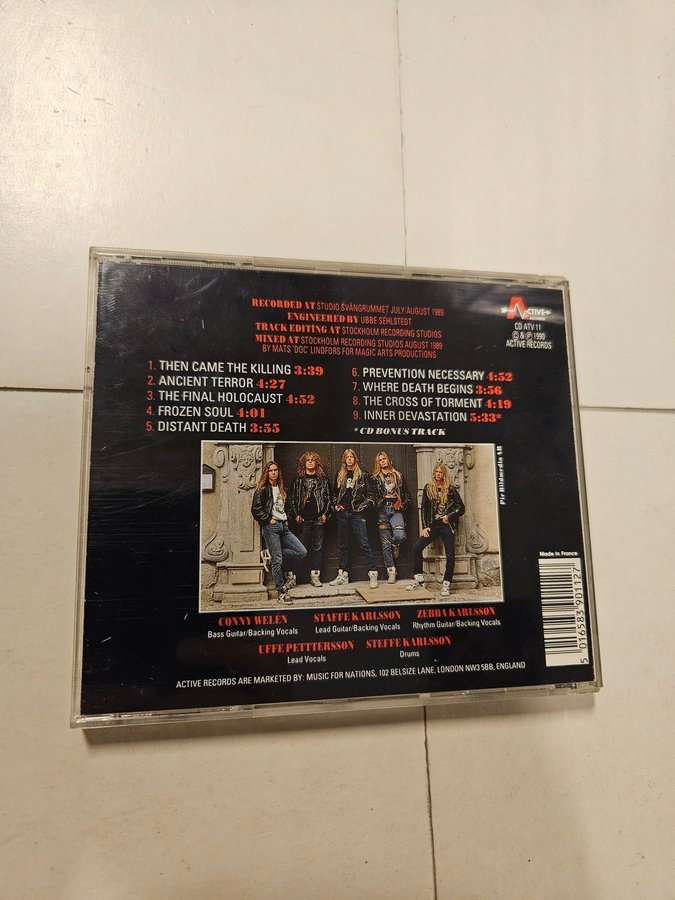 RECORDED AT STUDIO SVÅNGRUMMET JULY/AUGUST 1989
ENGINEERED BY UBBE SEHLSTEDT
TRACK EDITING AT STOCKHOLM RECORDING STUDIOS
MIXED AT STOCKHOLM RECORDING STUDIOS AUGUST 1989
BY MATS 'DOC' LINDFORS FOR MAGIC ARTS PRODUCTIONS
ACTIVE
RECORDS
CD ATV 11
© & ℗ 1990
ACTIVE RECORDS
1. THEN CAME THE KILLING 3:39
2. ANCIENT TERROR 4:27
3. THE FINAL HOLOCAUST 4:52
4. FROZEN SOUL 4:01
5. DISTANT DEATH 3:55
6. PREVENTION NECESSARY 4:52
7. WHERE DEATH BEGINS 3:56
8. THE CROSS OF TORMENT 4:19
9. INNER DEVASTATION 5:33*
* CD BONUS TRACK
Pic Bildmedia AB
Made in France
5 016583 901127
CONNY WELÉN
Bass Guitar/Backing Vocals
STAFFE KARLSSON
Lead Guitar/Backing Vocals
ZEBBA KARLSSON
Rhythm Guitar/Backing Vocals
UFFE PETTTERSSON
Lead Vocals
STEFFE KARLSSON
Drums
ACTIVE RECORDS ARE MARKETED BY: MUSIC FOR NATIONS, 102 BELSIZE LANE, LONDON NW3 5BB, ENGLAND